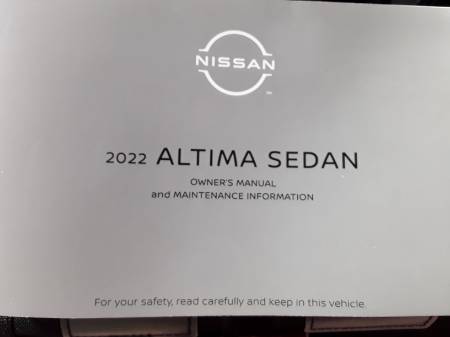 NISSAN
2022 ALTIMA SEDAN
OWNER'S MANUAL
and MAINTENANCE INFORMATION
For your safety, read carefully and keep in this vehicle.